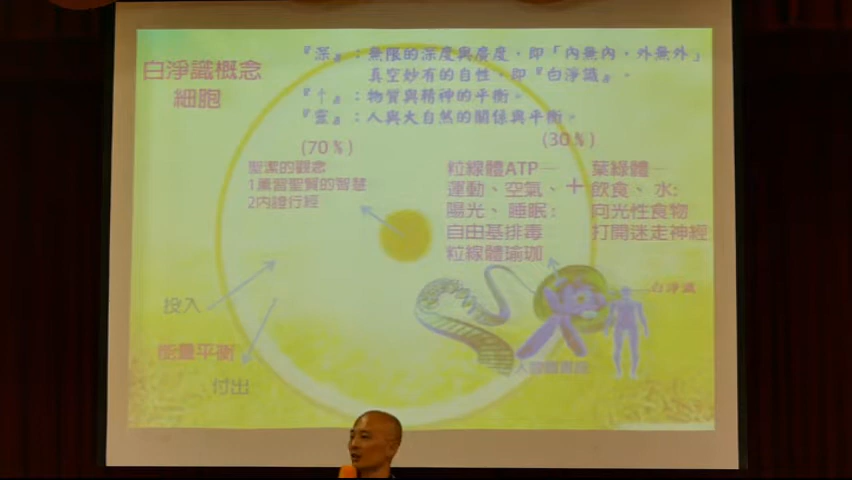 白淨識概念
細胞
『深』：無限的深度與廣度，即「內無內，外無外」
真空妙有的自性，即『白淨識』。
『忄』：物質與精神的平衡。
『靈』：人與大自然的關係與平衡。
(70%)
聖潔的觀念
1薰習聖賢的智慧
2內證行經
(30%)
粒線體ATP—
運動、空氣、
陽光、睡眠：
自由基排毒
粒線體瑜珈
+
葉綠體—
飲食、水:
向光性食物
打開迷走神經
投入
能量平衡
付出
白淨識